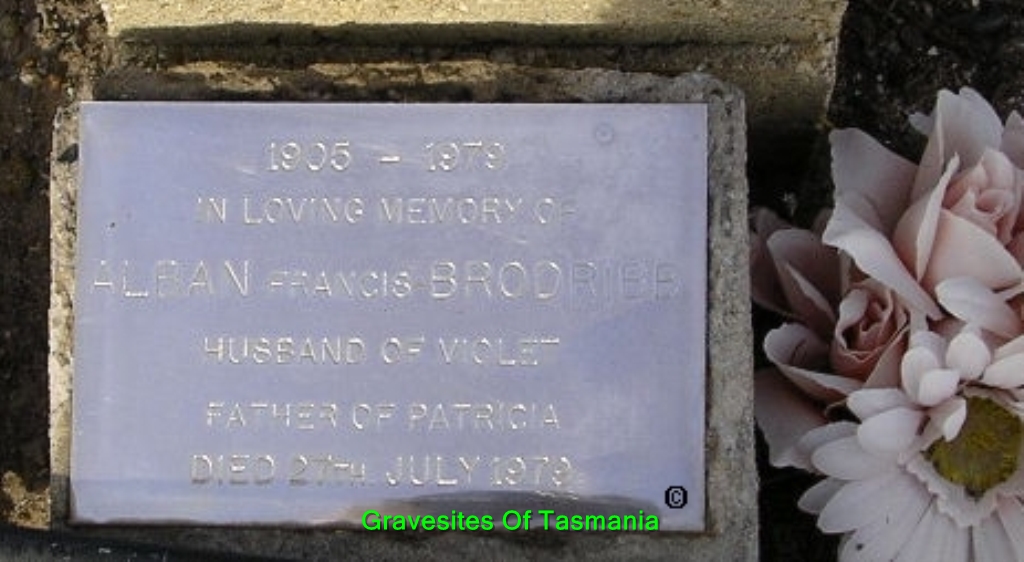 1905 - 1979
IN LOVING MEMORY OF
ALBAN FRANCIS BRODRIBB
HUSBAND OF VIOLET
FATHER OF PATRICIA
DIED 27TH JULY 1979
©
Gravesites Of Tasmania